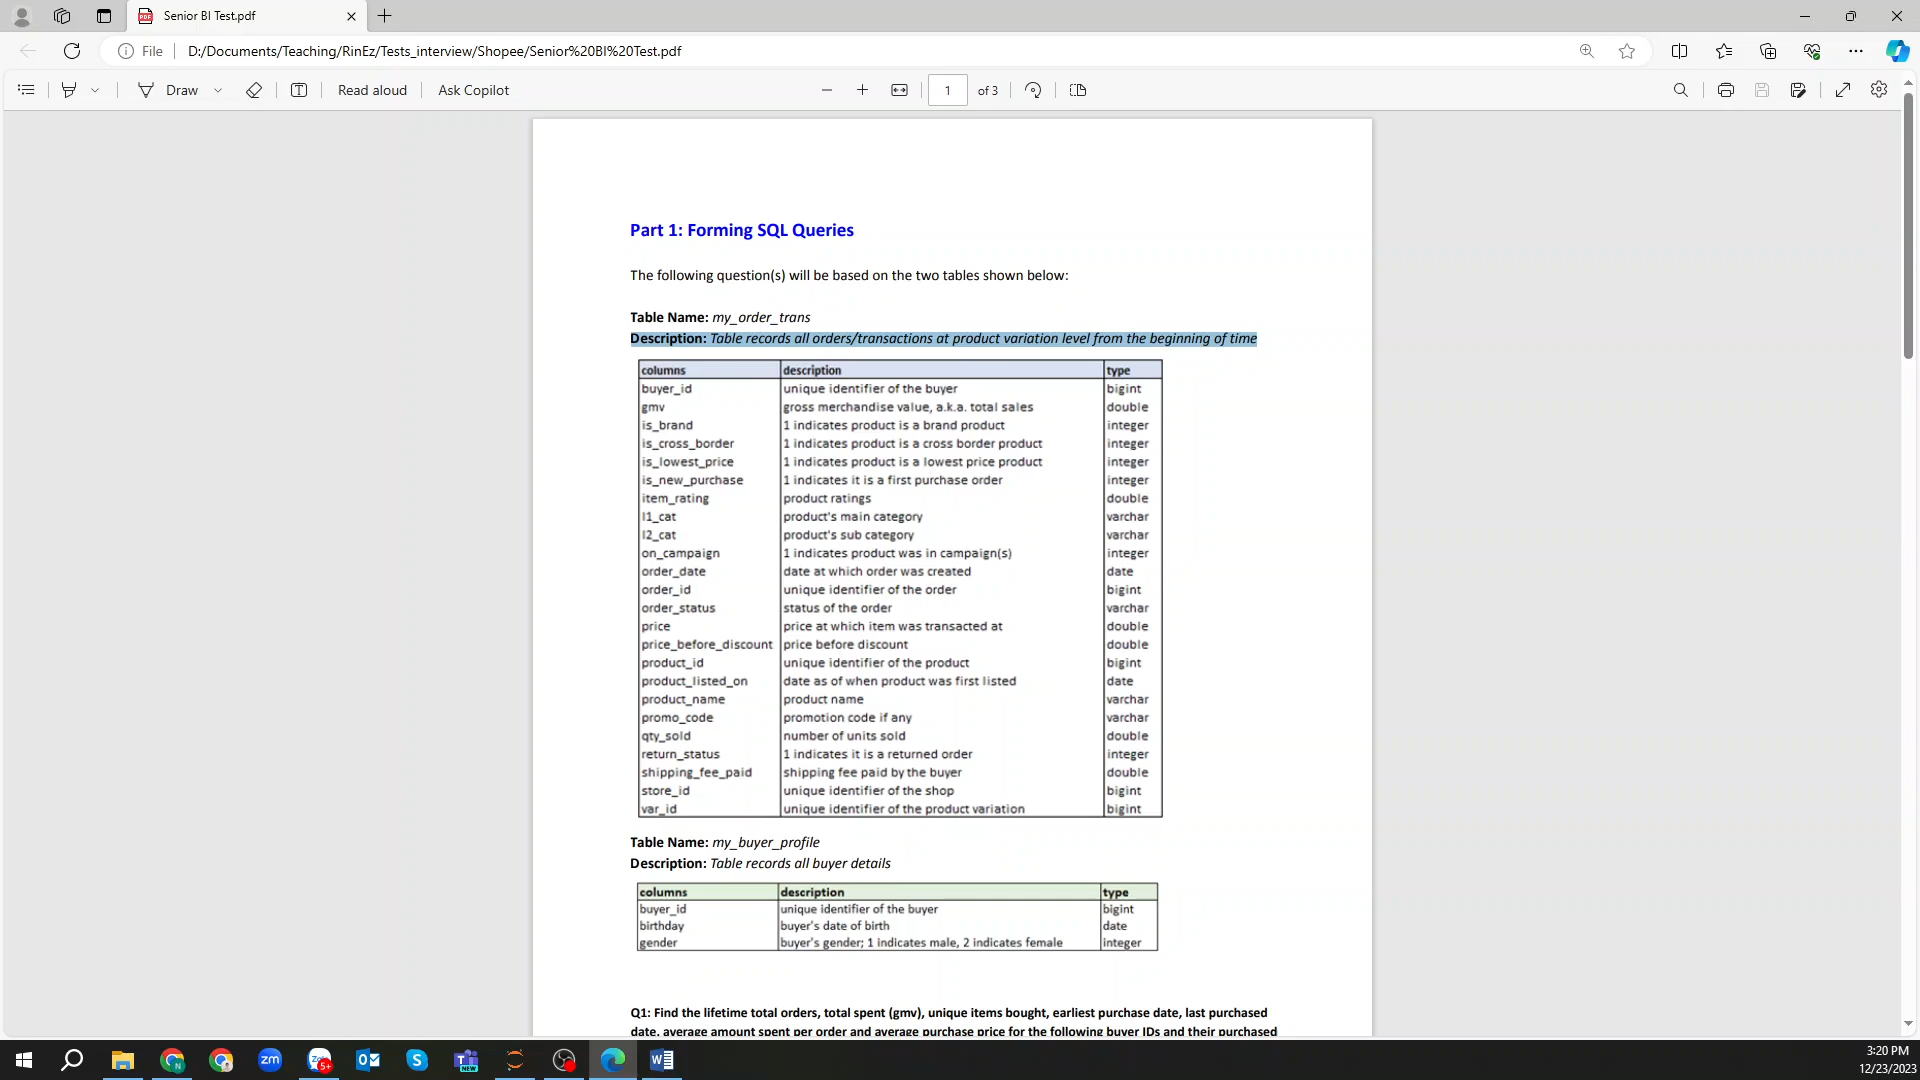 Senior BI Test.pdf
File
D:/Documents/Teaching/RinEz/Tests_interview/Shopee/Senior%20BI%20Test.pdf
Draw
Read aloud
Ask Copilot
1
of 3
Part 1: Forming SQL Queries
The following question(s) will be based on the two tables shown below:
Table Name: my_order_trans
Description: Table records all orders/transactions at product variation level from the beginning of time
columns description type
buyer_id unique identifier of the buyer bigint
gmv gross merchandise value, a.k.a. total sales double
is_brand 1 indicates product is a brand product integer
is_cross_border 1 indicates product is a cross border product integer
is_lowest_price 1 indicates product is a lowest price product integer
is_new_purchase 1 indicates it is a first purchase order integer
item_rating product ratings double
l1_cat product's main category varchar
l2_cat product's sub category varchar
on_campaign 1 indicates product was in campaign(s) integer
order_date date at which order was created date
order_id unique identifier of the order bigint
order_status status of the order varchar
price price at which item was transacted at double
price_before_discount price before discount double
product_id unique identifier of the product bigint
product_listed_on date as of when product was first listed date
product_name product name varchar
promo_code promotion code if any varchar
qty_sold number of units sold double
return_status 1 indicates it is a returned order integer
shipping_fee_paid shipping fee paid by the buyer double
store_id unique identifier of the shop bigint
var_id unique identifier of the product variation bigint
Table Name: my_buyer_profile
Description: Table records all buyer details
columns description type
buyer_id unique identifier of the buyer bigint
birthday buyer's date of birth date
gender buyer's gender; 1 indicates male, 2 indicates female integer
Q1: Find the lifetime total orders, total spent (gmv), unique items bought, earliest purchase date, last purchased
date, average amount spent per order and average purchase price for the following buyer IDs and their purchased
3:20 PM
12/23/2023